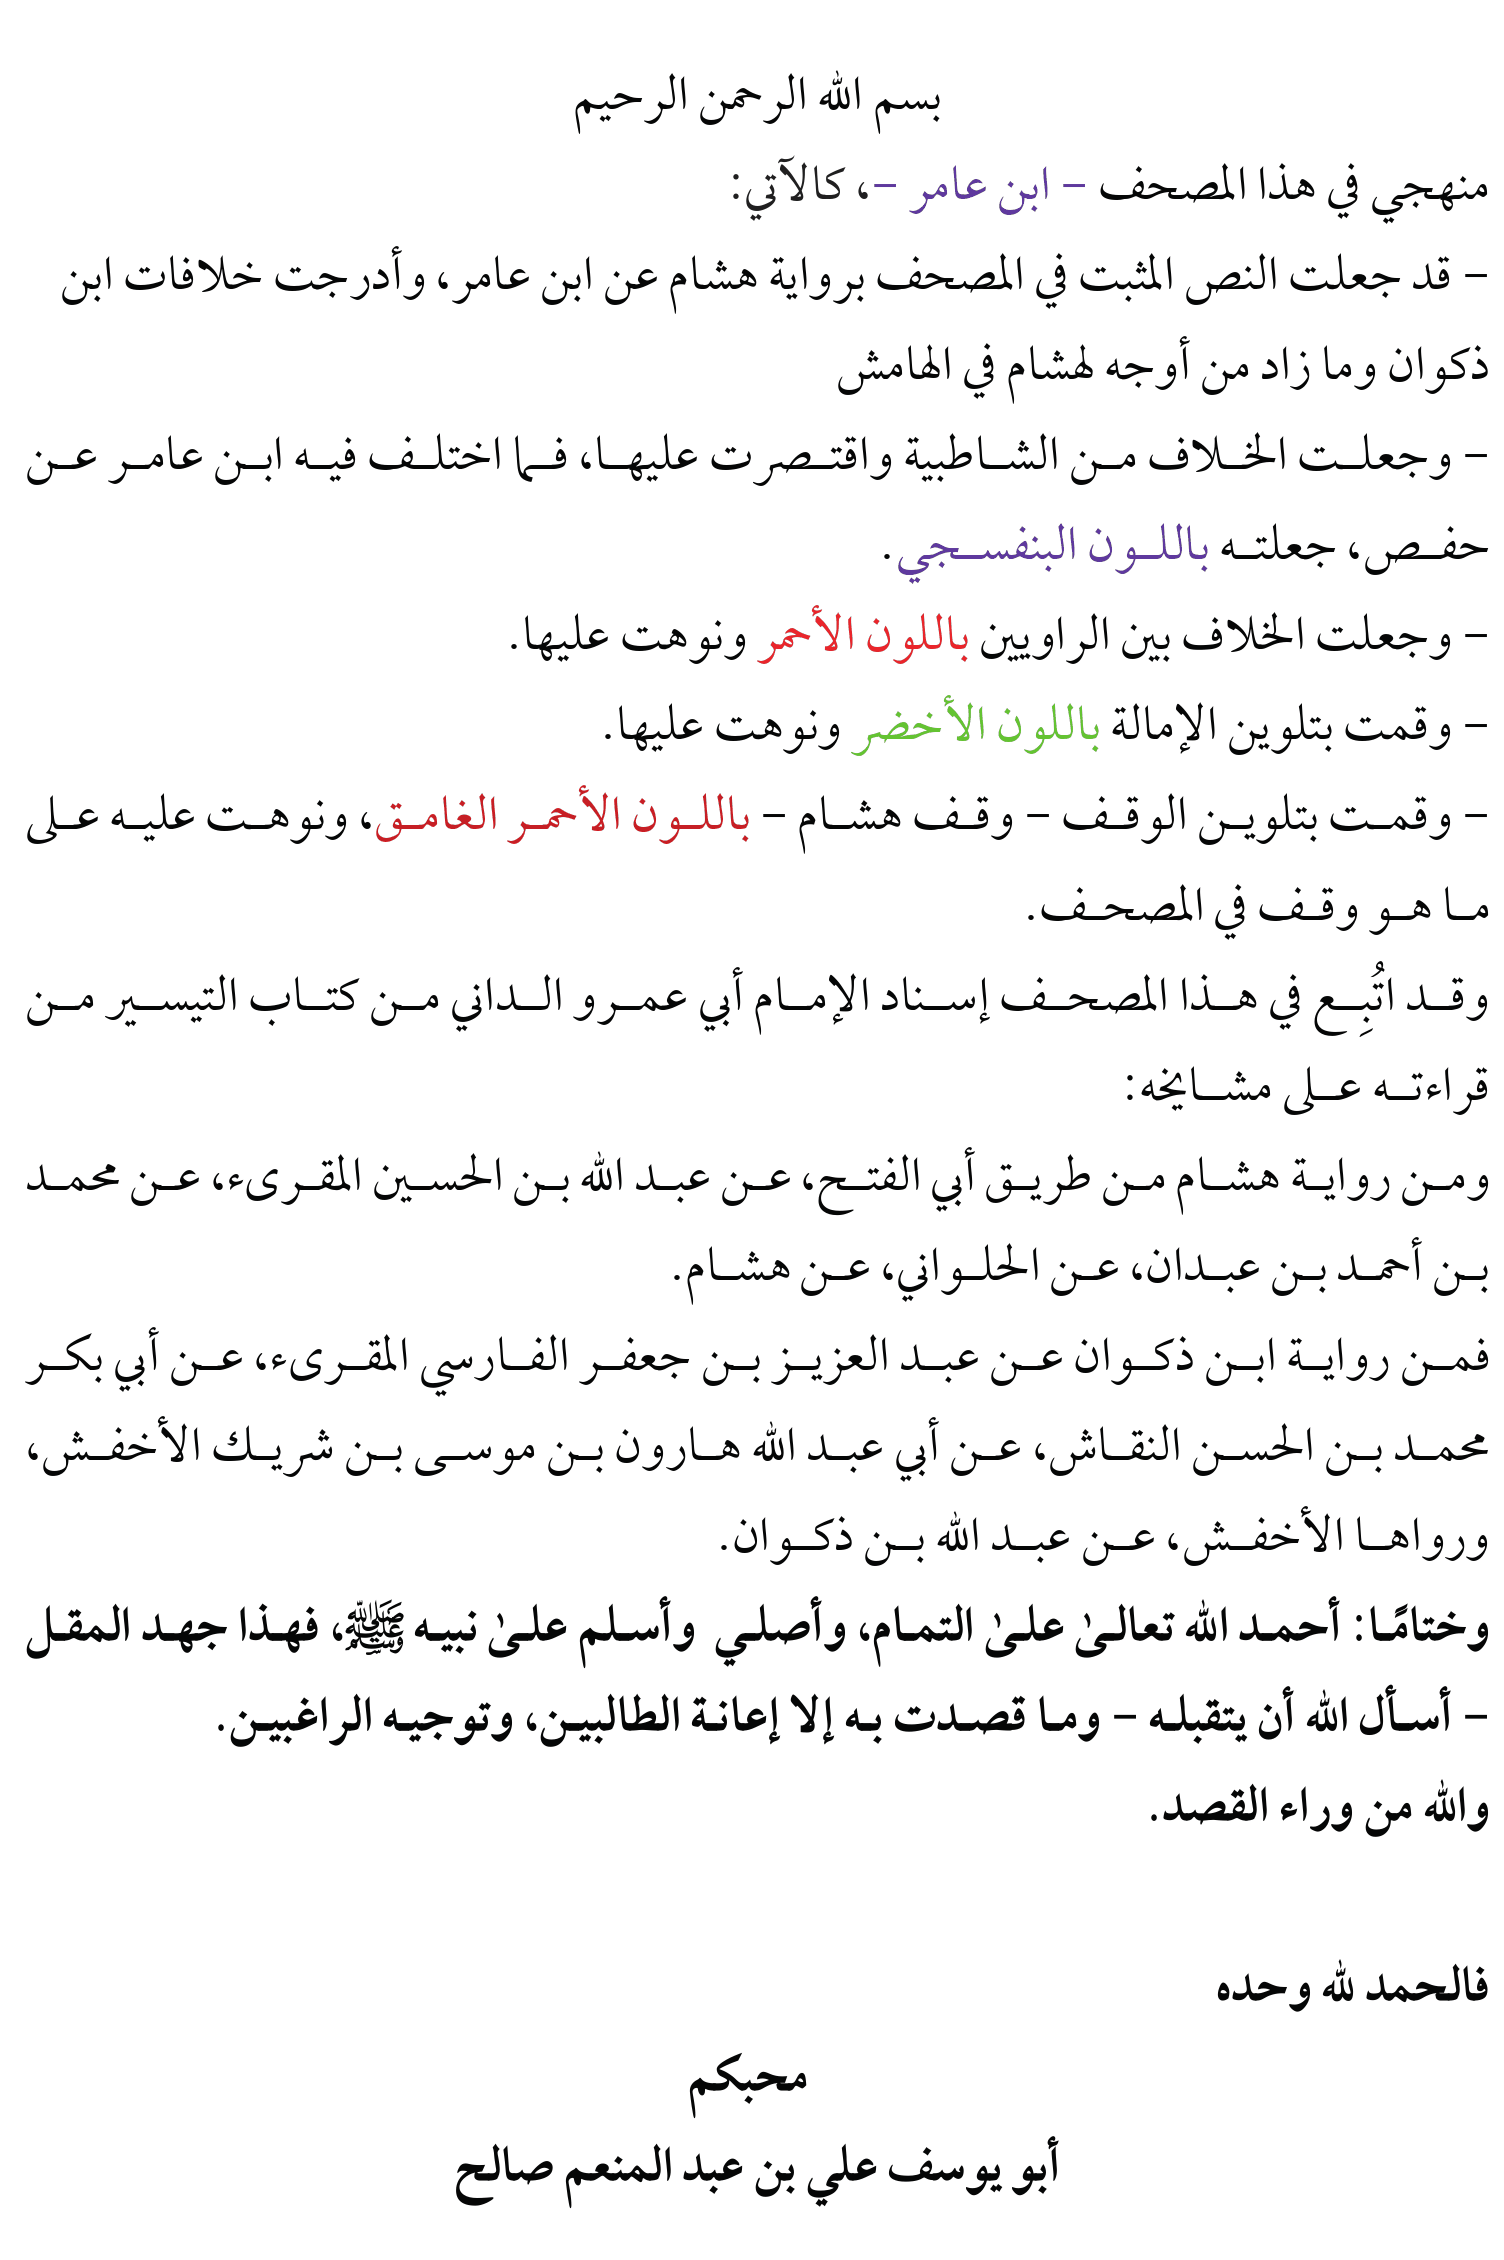 بسم الله الرحمن الرحيم
منهجي في هذا المصحف – ابن عامر –، كالآتي:
– قد جعلت النص المثبت في المصحف برواية هشام عن ابن عامر، وأدرجت خلافات ابن
ذكوان وما زاد من أوجه لهشام في الهامش
– وجعلت الخلاف من الشاطبية واقتصرت عليها، فما اختلف فيه ابن عامر عن
حفص، جعلته باللون البنفسجي.
– وجعلت الخلاف بين الراويين باللون الأحمر ونوهت عليها.
– وقمت بتلوين الإمالة باللون الأخضر ونوهت عليها.
– وقمت بتلوين الوقف – وقف هشام – باللون الأحمر الغامق، ونوهت عليه على
ما هو وقف في المصحف.
وقد اتُبِع في هذا المصحف إسناد الإمام أبي عمرو الداني من كتاب التيسير من
قراءته على مشايخه:
ومن رواية هشام من طريق أبي الفتح، عن عبد الله بن الحسين المقرىء، عن محمد
بن أحمد بن عبدان، عن الحلواني، عن هشام.
فمن رواية ابن ذكوان عن عبد العزيز بن جعفر الفارسي المقرىء، عن أبي بكر
محمد بن الحسن النقاش، عن أبي عبد الله هارون بن موسى بن شريك الأخفش،
ورواها الأخفش، عن عبد الله بن ذكوان.
وختامًا: أحمد الله تعالىٰ علىٰ التمام، وأصلي وأسلم علىٰ نبيه ﷺ، فهذا جهد المقل
– أسأل الله أن يتقبله – وما قصدت به إلا إعانة الطالبين، وتوجيه الراغبين.
والله من وراء القصد.
فالحمد لله وحده
محبكم
أبو يوسف علي بن عبد المنعم صالح